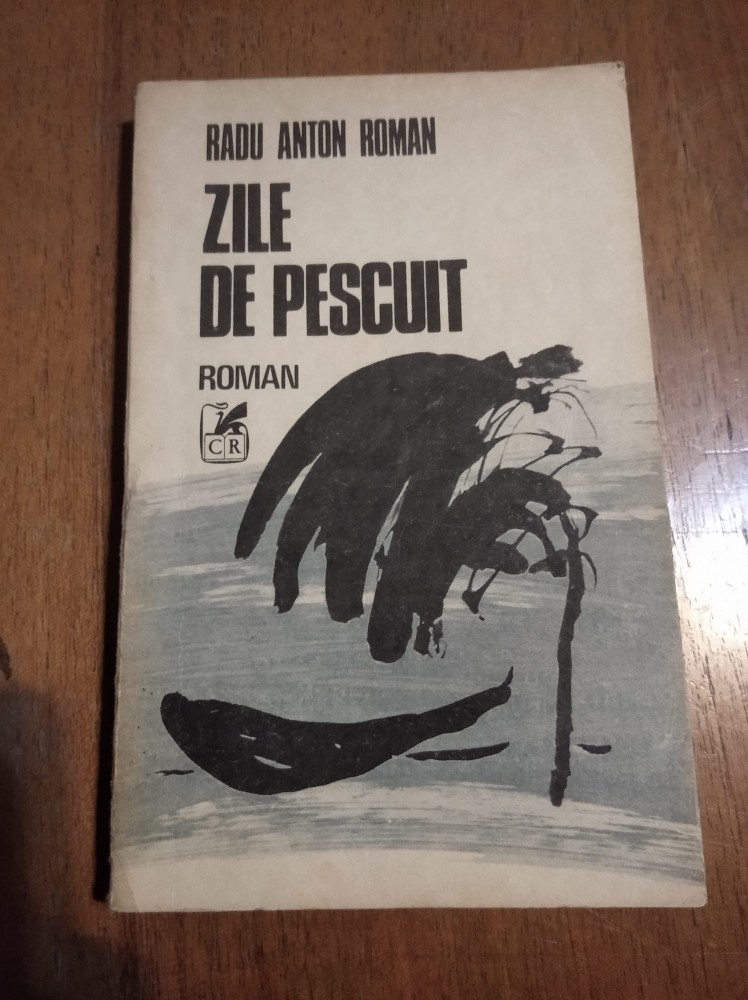 RADU ANTON ROMAN
ZILE
DE PESCUIT
ROMAN
CR